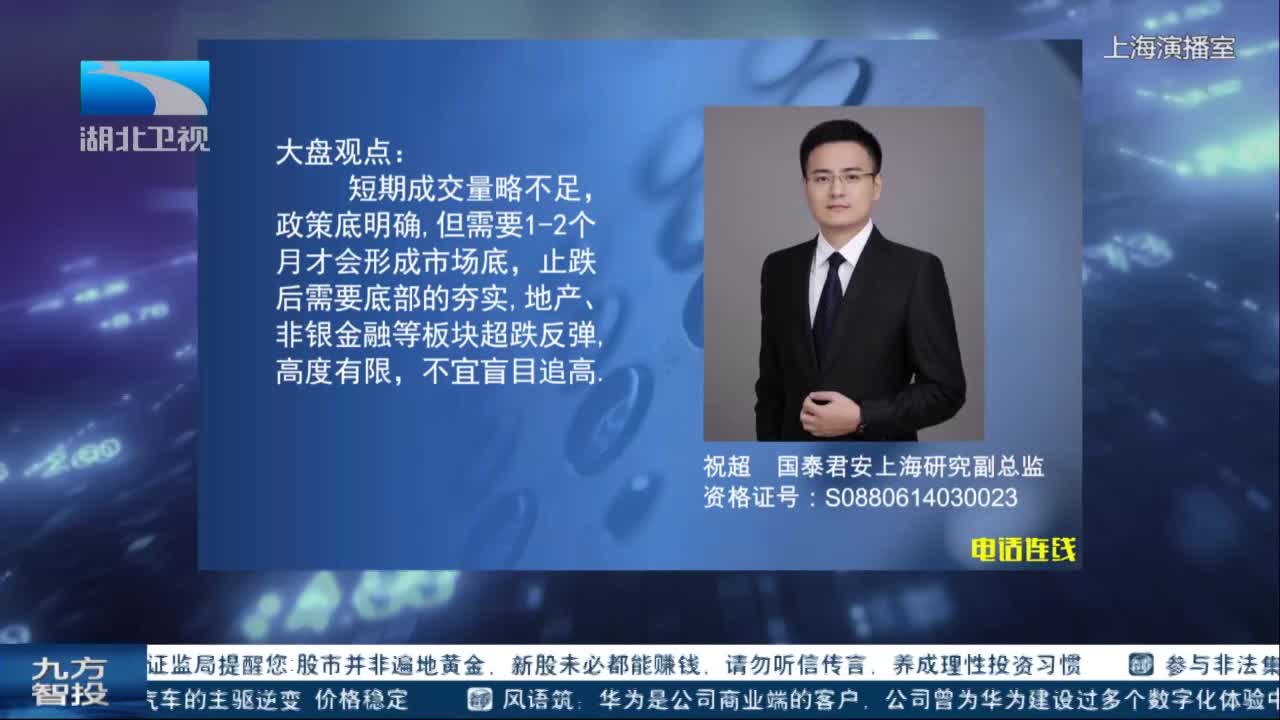 上海演播室
湖北卫视
大盘观点：
短期成交量略不足，
政策底明确,但需要1-2个
月才会形成市场底，止跌
后需要底部的夯实,地产、
非银金融等板块超跌反弹,
高度有限，不宜盲目追高.
祝超 国泰君安上海研究副总监
资格证号：S0880614030023
电话连线
九方
智投
证监局提醒您:股市并非遍地黄金，新股未必都能赚钱，请勿听信传言，养成理性投资习惯 参与非法集
汽车的主驱逆变 价格稳定 风语筑：华为是公司商业端的客户，公司曾为华为建设过多个数字化体验中